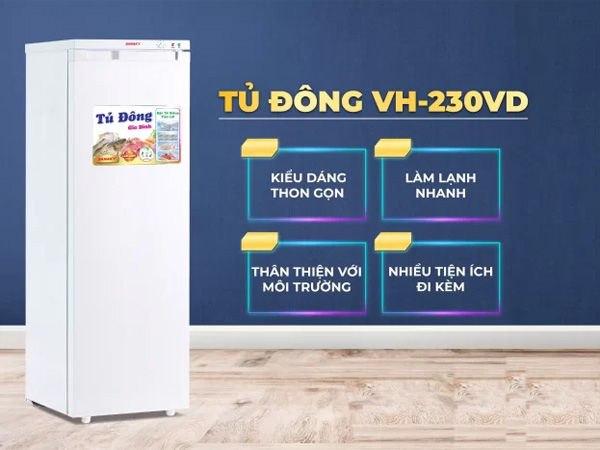 SANAKY
Tủ Đông
Gia Đình
TỦ ĐÔNG VH-230VD
KIỂU DÁNG
THON GỌN
LÀM LẠNH
NHANH
THÂN THIỆN VỚI
MÔI TRƯỜNG
NHIỀU TIỆN ÍCH
ĐI KÈM